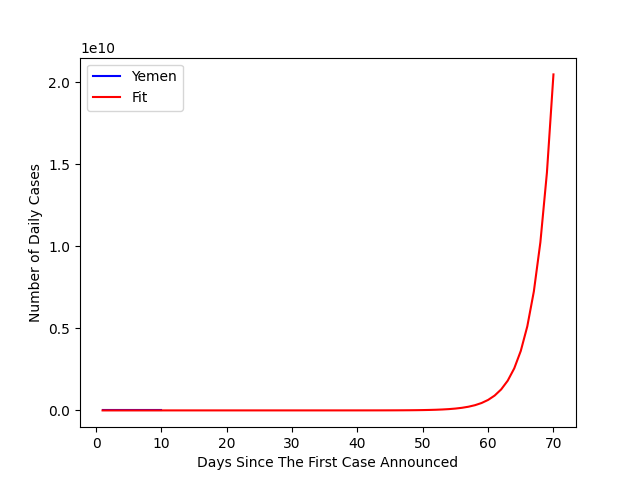 1e10
Yemen
Fit
2.0
1.5
1.0
0.5
0.0
Number of Daily Cases
0 10 20 30 40 50 60 70
Days Since The First Case Announced